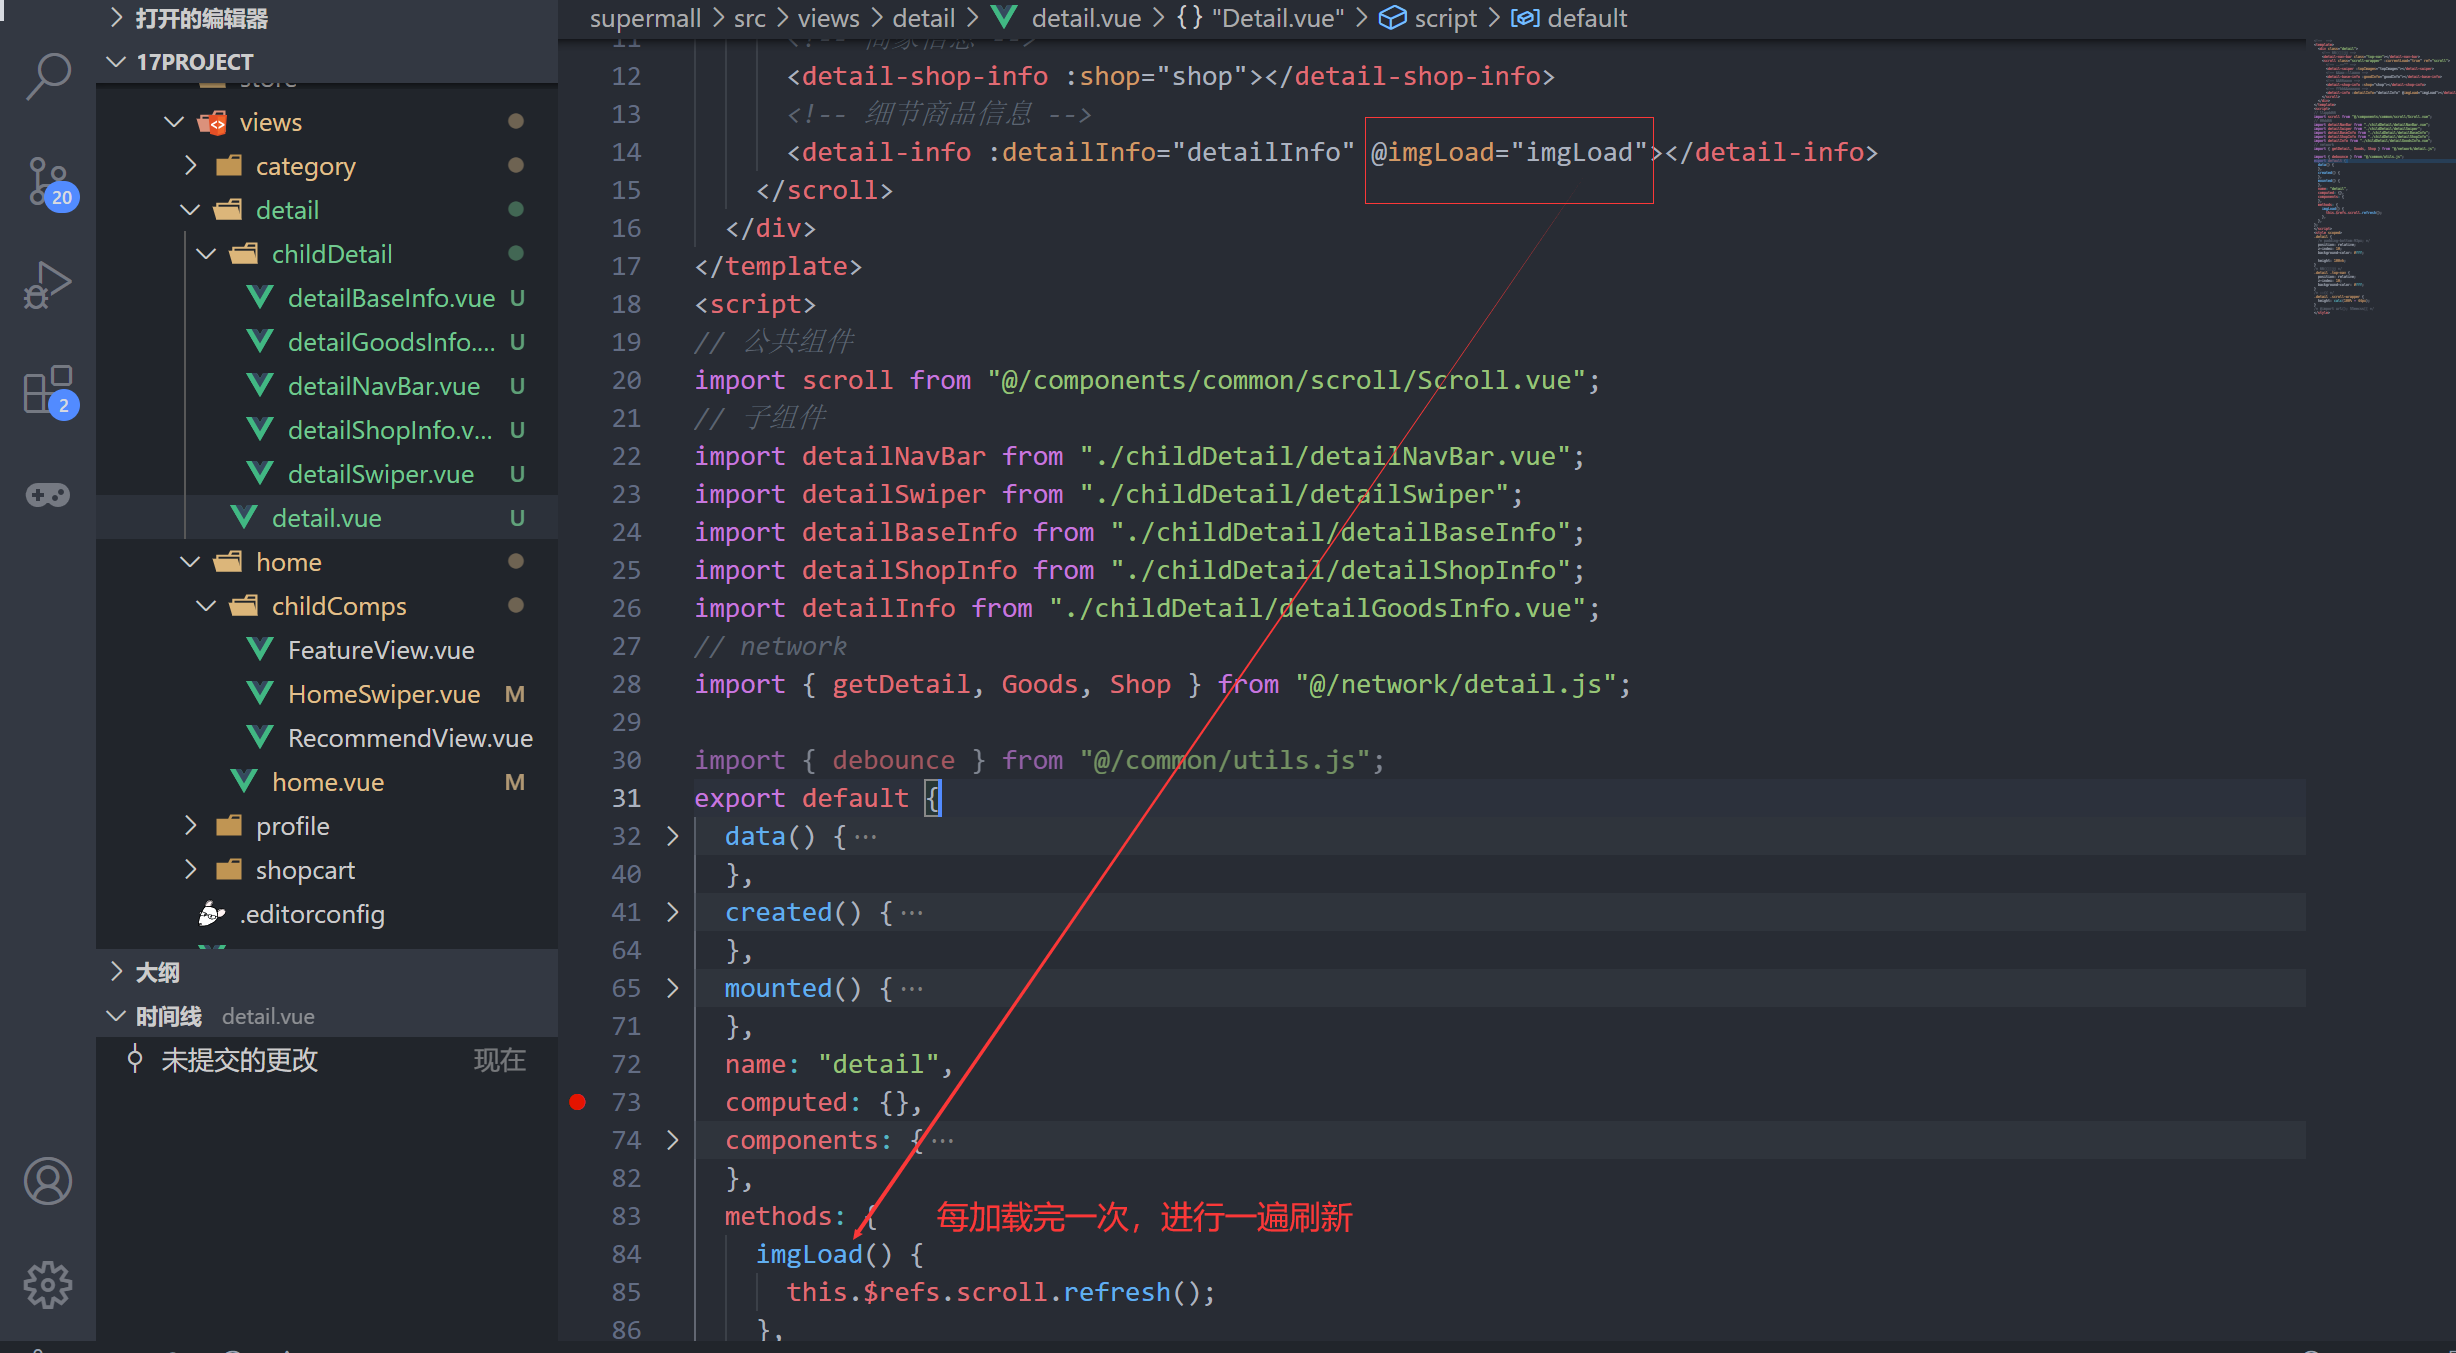 打开的编辑器
supermall > src > views > detail > detail.vue > {} "Detail.vue" > script > default
17PROJECT
store
views
category
detail
childDetail
detailBaseInfo.vue U
detailGoodsInfo.... U
detailNavBar.vue U
detailShopInfo.v... U
detailSwiper.vue U
detail.vue U
home
childComps
FeatureView.vue
HomeSwiper.vue M
RecommendView.vue
home.vue M
profile
shopcart
.editorconfig
大纲
时间线 detail.vue
未提交的更改 现在
20
2
11 <!-- 商家信息 -->
12 <detail-shop-info :shop="shop"></detail-shop-info>
13 <!-- 细节商品信息 -->
14 <detail-info :detailInfo="detailInfo" @imgLoad="imgLoad"></detail-info>
15 </scroll>
16 </div>
17 </template>
18 <script>
19 // 公共组件
20 import scroll from "@/components/common/scroll/Scroll.vue";
21 // 子组件
22 import detailNavBar from "./childDetail/detailNavBar.vue";
23 import detailSwiper from "./childDetail/detailSwiper";
24 import detailBaseInfo from "./childDetail/detailBaseInfo";
25 import detailShopInfo from "./childDetail/detailShopInfo";
26 import detailInfo from "./childDetail/detailGoodsInfo.vue";
27 // network
28 import { getDetail, Goods, Shop } from "@/network/detail.js";
29
30 import { debounce } from "@/common/utils.js";
31 export default {
32 data() { ···
40 },
41 created() { ···
64 },
65 mounted() { ···
71 },
72 name: "detail",
73 computed: {},
74 components: { ···
82 },
83 methods: {
每加载完一次，进行一遍刷新
84 imgLoad() {
85 this.$refs.scroll.refresh();
86 },